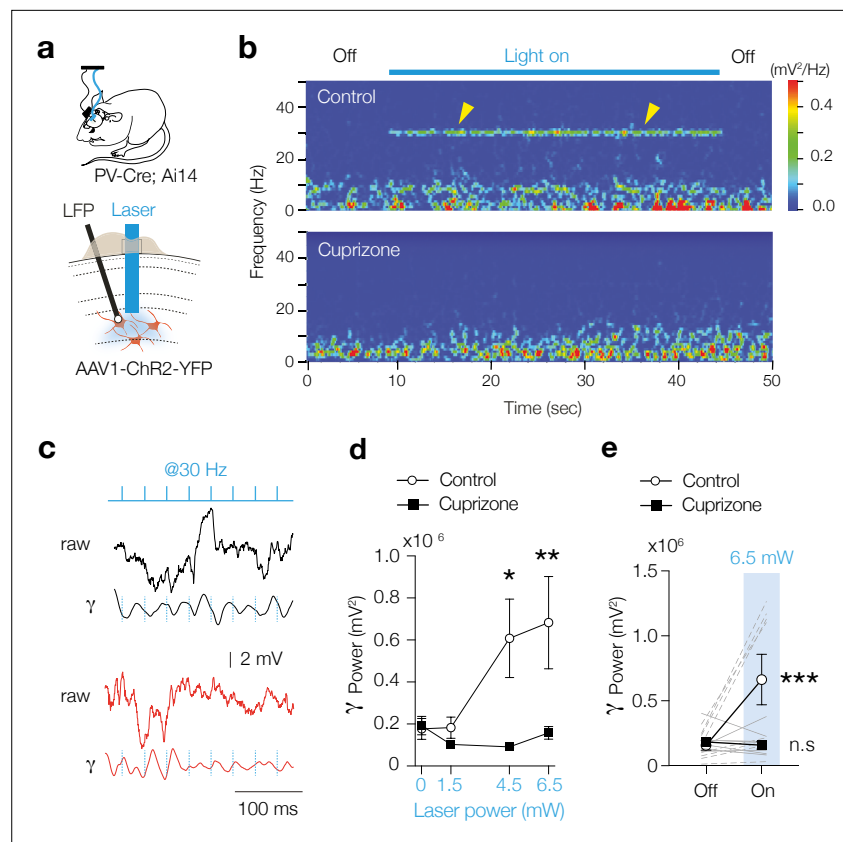 a
PV-Cre; Ai14
LFP
Laser
AAV1-ChR2-YFP
b
Off
Light on
Off
(mV²/Hz)
Control
Cuprizone
Frequency (Hz)
40
20
0
40
20
0
0
10
20
30
40
50
Time (sec)
0.4
0.2
0.0
c
@30 Hz
raw
γ
2 mV
raw
γ
100 ms
d
Control
Cuprizone
x10 ⁶
γ Power (mV²)
1.0
0.8
0.6
0.4
0.2
0
*
**
0
1.5
4.5
6.5
Laser power (mW)
e
Control
Cuprizone
x10⁶
6.5 mW
γ Power (mV²)
1.5
1.0
0.5
0
***
n.s
Off
On